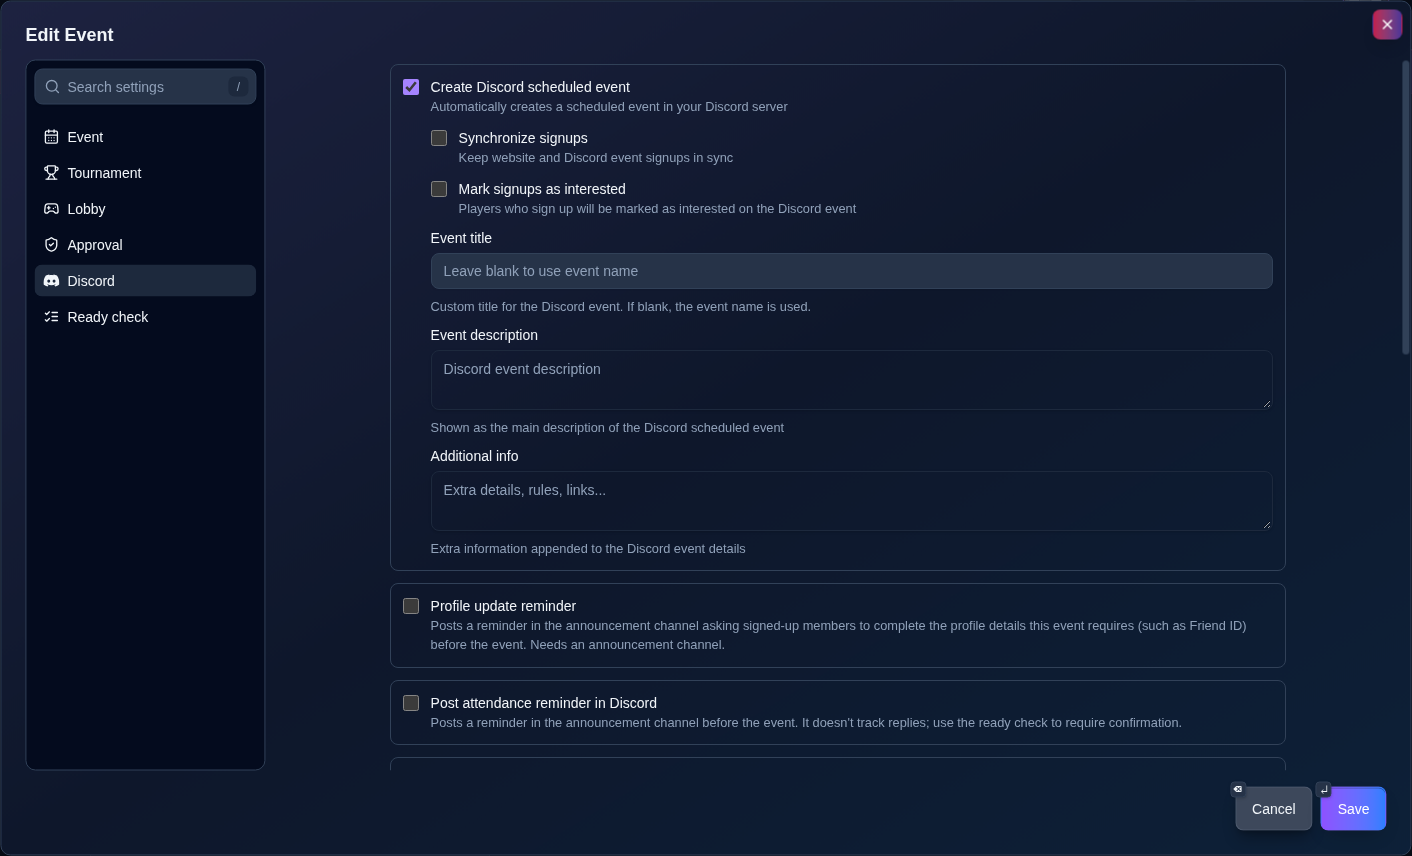 Edit Event
Search settings
/
Event
Tournament
Lobby
Approval
Discord
Ready check
Create Discord scheduled event
Automatically creates a scheduled event in your Discord server
Synchronize signups
Keep website and Discord event signups in sync
Mark signups as interested
Players who sign up will be marked as interested on the Discord event
Event title
Leave blank to use event name
Custom title for the Discord event. If blank, the event name is used.
Event description
Discord event description
Shown as the main description of the Discord scheduled event
Additional info
Extra details, rules, links...
Extra information appended to the Discord event details
Profile update reminder
Posts a reminder in the announcement channel asking signed-up members to complete the profile details this event requires (such as Friend ID)
before the event. Needs an announcement channel.
Post attendance reminder in Discord
Posts a reminder in the announcement channel before the event. It doesn't track replies; use the ready check to require confirmation.
Cancel
Save